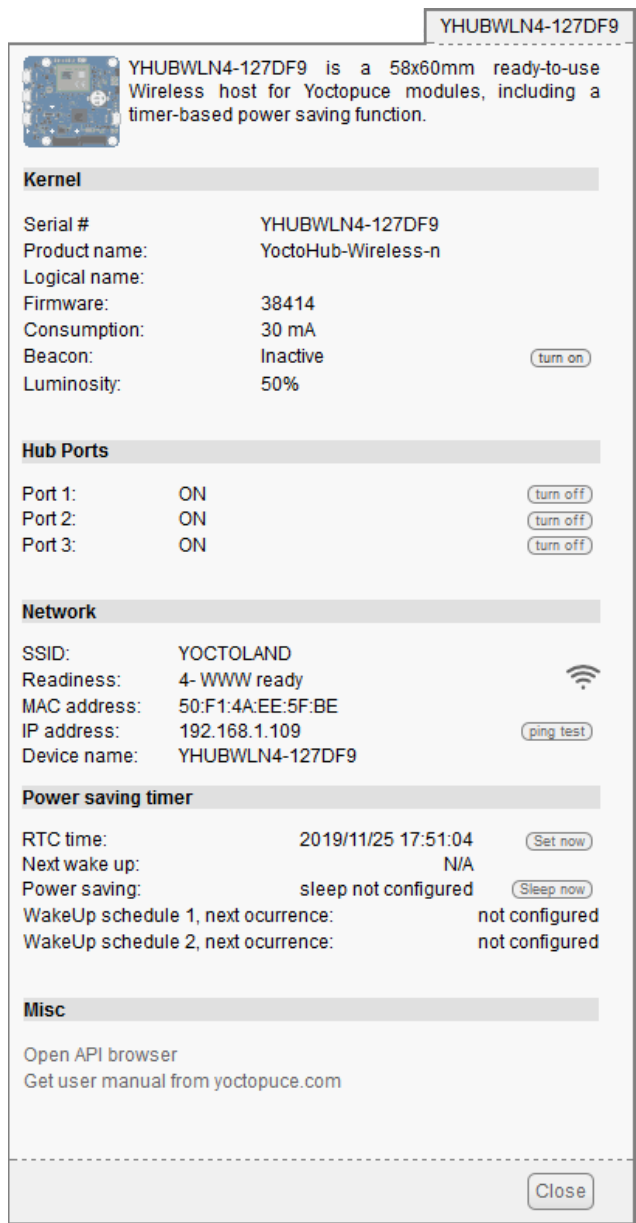 YHUBWLN4-127DF9
YHUBWLN4-127DF9 is a 58x60mm ready-to-use
Wireless host for Yoctopuce modules, including a
timer-based power saving function.
Kernel
Serial # YHUBWLN4-127DF9
Product name: YoctoHub-Wireless-n
Logical name:
Firmware: 38414
Consumption: 30 mA
Beacon: Inactive turn on
Luminosity: 50%
Hub Ports
Port 1: ON turn off
Port 2: ON turn off
Port 3: ON turn off
Network
SSID: YOCTOLAND
Readiness: 4- WWW ready
MAC address: 50:F1:4A:EE:5F:BE
IP address: 192.168.1.109 ping test
Device name: YHUBWLN4-127DF9
Power saving timer
RTC time: 2019/11/25 17:51:04 Set now
Next wake up: N/A
Power saving: sleep not configured Sleep now
WakeUp schedule 1, next ocurrence: not configured
WakeUp schedule 2, next ocurrence: not configured
Misc
Open API browser
Get user manual from yoctopuce.com
Close